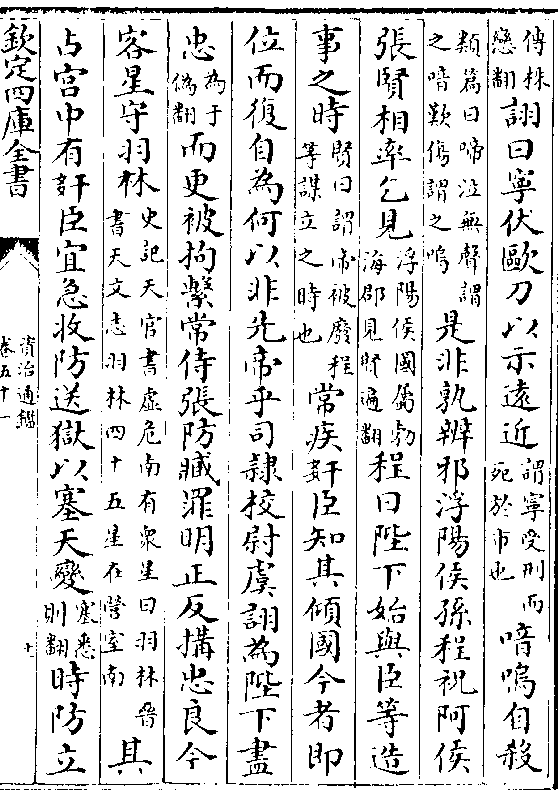 傳株
戀翻
詡曰寧伏歐刀以示遠近
謂寧受刑而
死於市也
喑嗚自殺
類篇曰啼泣無聲謂
之喑歎傷謂之嗚
是非孰辨邪浮陽侯孫程祝阿侯
張賢相率乞見
浮陽侯國屬勃
海郡見賢遍翻
程曰陛下始與臣等造
事之時
賢曰謂帝被廢程
等謀立之時也
常疾姧臣知其傾國今者即
位而復自為何以非先帝乎司隸校尉虞詡為陛下盡
忠
為于
偽翻
而更被拘繫常侍張防臧罪明正反搆忠良今
客星守羽林
史記天官書虛危南有衆星曰羽林晉
書天文志羽林四十五星在營室南
其
占宫中有姧臣宜急收防送獄以塞天變
塞悉
則翻
時防立
欽定四庫全書
資治通鑑
卷五十一
十